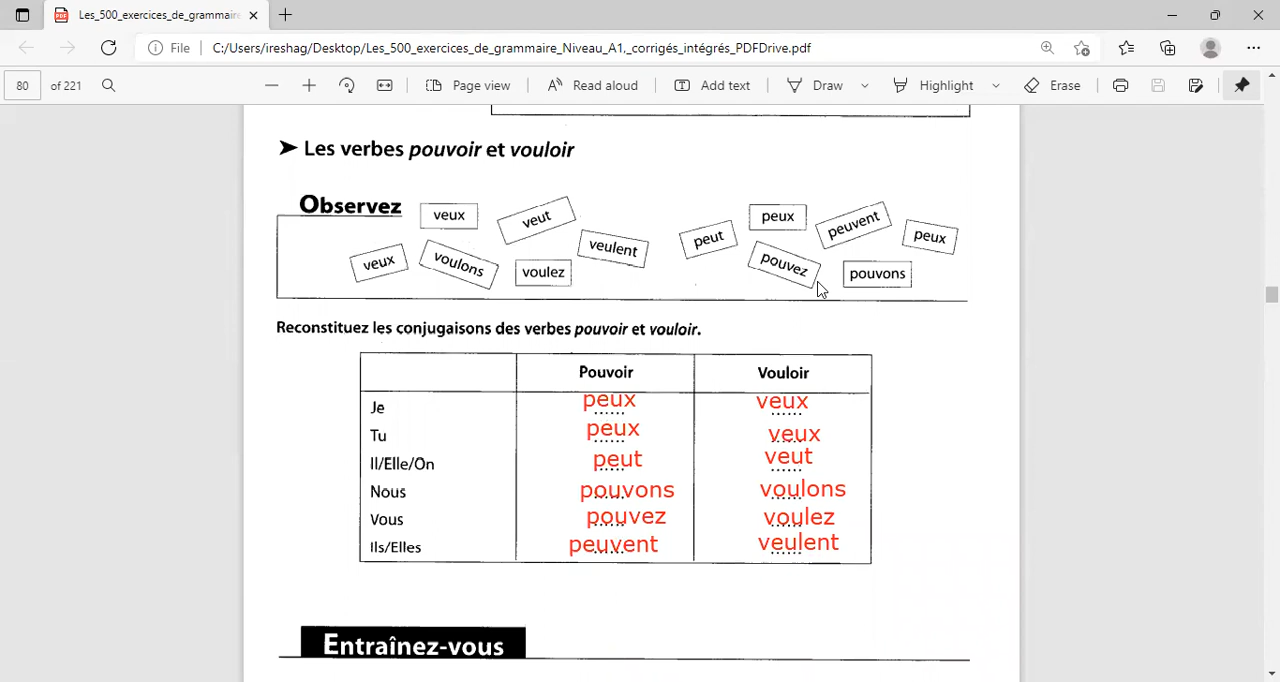 Les_500_exercices_de_grammaire
File C:/Users/ireshag/Desktop/Les_500_exercices_de_grammaire_Niveau_A1,_corrigés_intégrés_PDFDrive.pdf
80 of 221 Page view Read aloud Add text Draw Highlight Erase
➤ Les verbes pouvoir et vouloir
Observez
veux veut peux peuvent
veulent peut peux
veux voulons voulez pouvez pouvons
Reconstituez les conjugaisons des verbes pouvoir et vouloir.
Pouvoir Vouloir
Je peux veux
Tu peux veux
Il/Elle/On peut veut
Nous pouvons voulons
Vous pouvez voulez
Ils/Elles peuvent veulent
Entraînez-vous